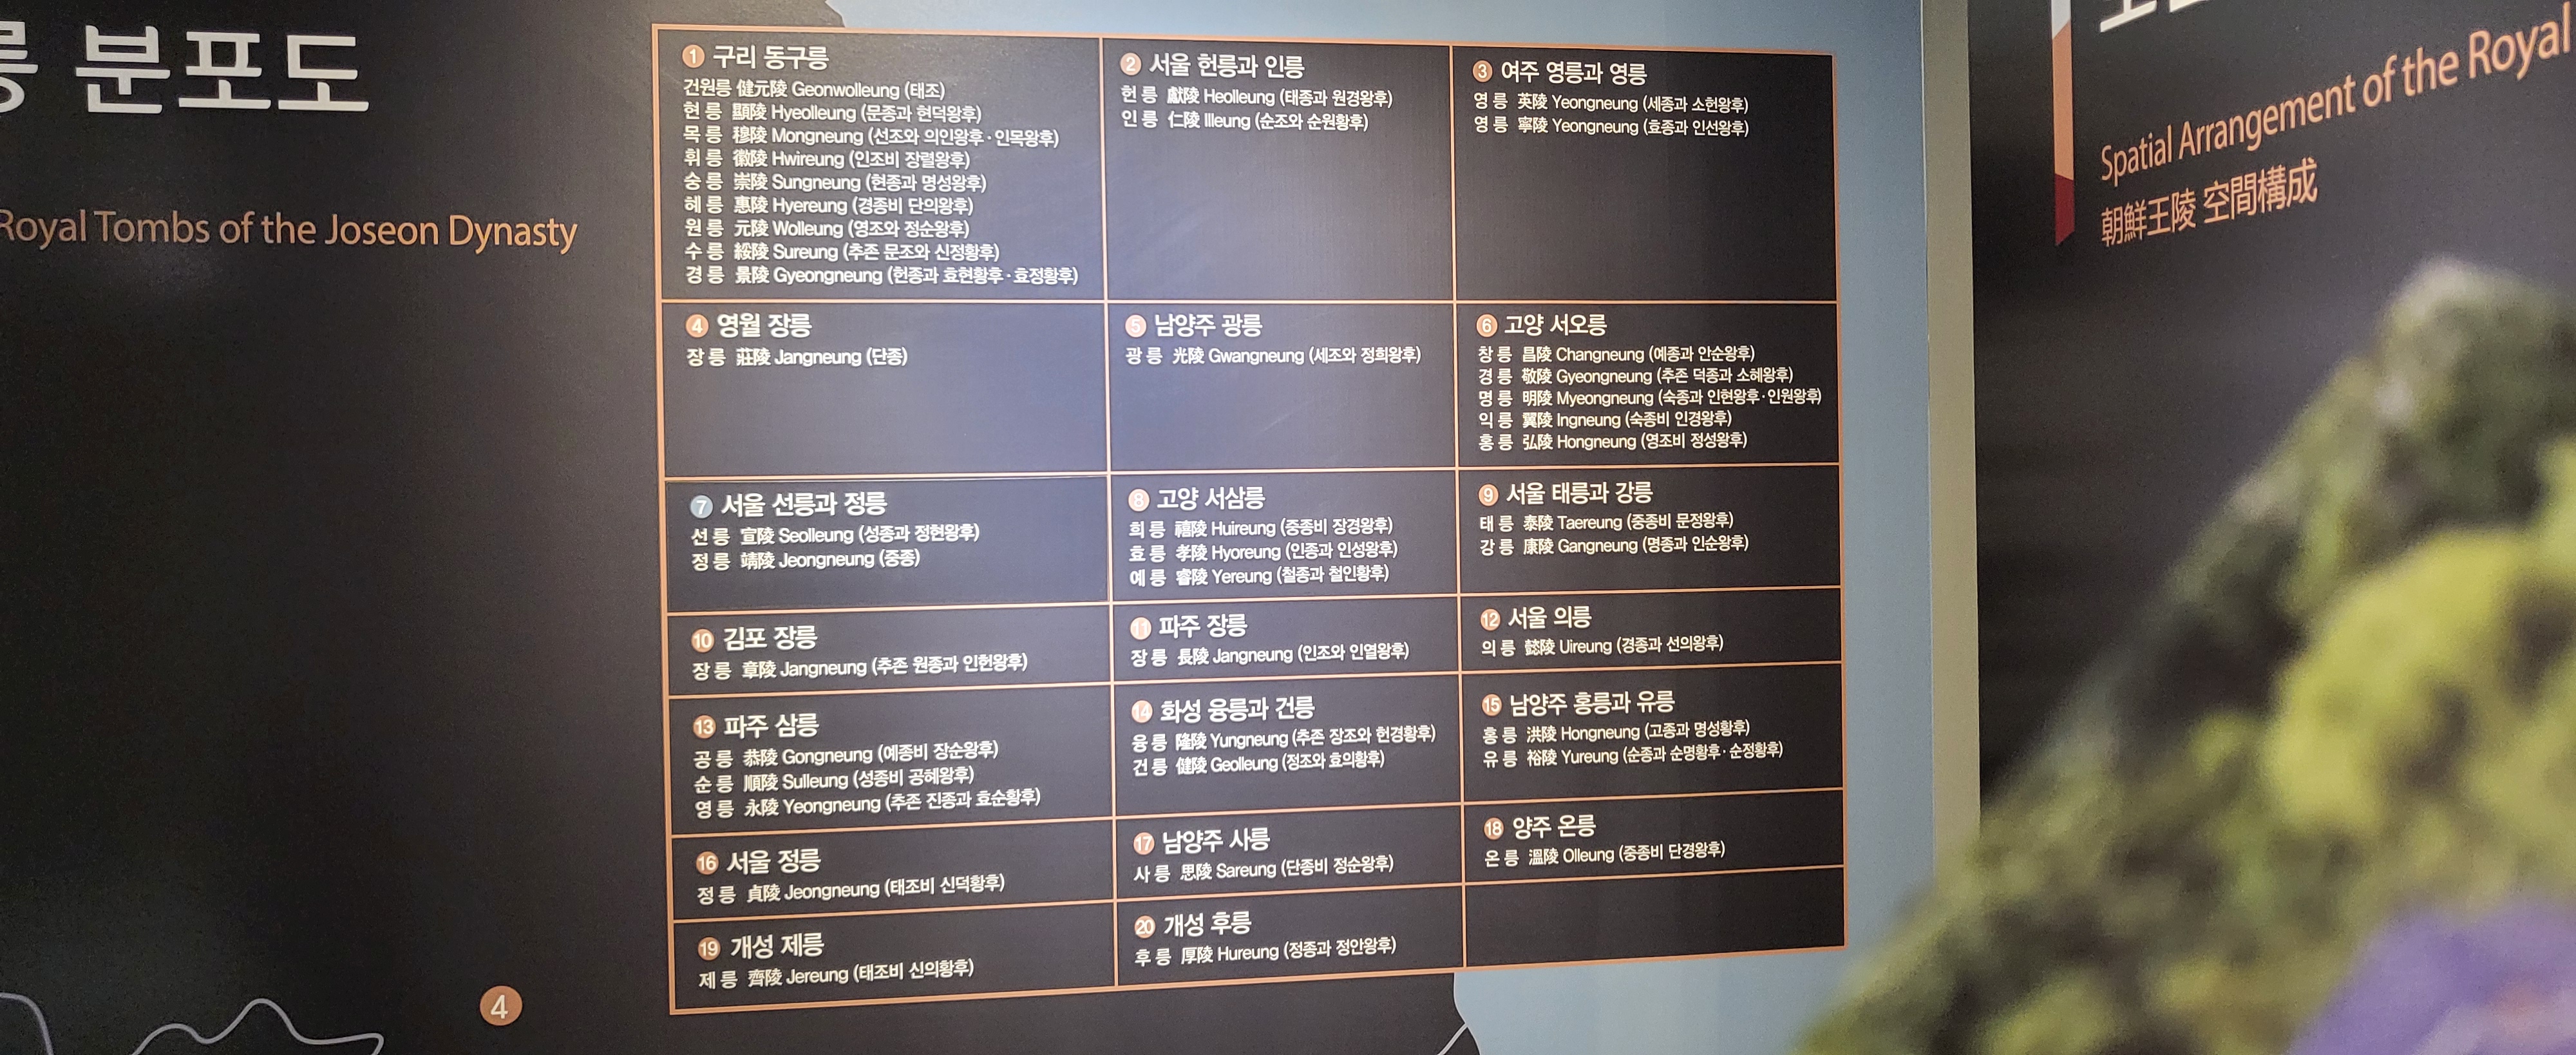 릉 분포도
Royal Tombs of the Joseon Dynasty
4
1 구리 동구릉
건원릉 健元陵 Geonwolleung (태조)
현 릉 顯陵 Hyeolleung (문종과 현덕왕후)
목 릉 穆陵 Mongneung (선조와 의인왕후 · 인목왕후)
휘 릉 徽陵 Hwireung (인조비 장렬왕후)
숭 릉 崇陵 Sungneung (현종과 명성왕후)
혜 릉 惠陵 Hyereung (경종비 단의왕후)
원 릉 元陵 Wolleung (영조와 정순왕후)
수 릉 綏陵 Sureung (추존 문조와 신정황후)
경 릉 景陵 Gyeongneung (헌종과 효현황후 · 효정황후)
2 서울 헌릉과 인릉
헌 릉 獻陵 Heolleung (태종과 원경왕후)
인 릉 仁陵 Illeung (순조와 순원황후)
3 여주 영릉과 영릉
영 릉 英陵 Yeongneung (세종과 소헌왕후)
영 릉 寧陵 Yeongneung (효종과 인선왕후)
4 영월 장릉
장 릉 莊陵 Jangneung (단종)
5 남양주 광릉
광 릉 光陵 Gwangneung (세조와 정희왕후)
6 고양 서오릉
창 릉 昌陵 Changneung (예종과 안순왕후)
경 릉 敬陵 Gyeongneung (추존 덕종과 소혜왕후)
명 릉 明陵 Myeongneung (숙종과 인현왕후 · 인원왕후)
익 릉 翼陵 Ingneung (숙종비 인경왕후)
홍 릉 弘陵 Hongneung (영조비 정성왕후)
7 서울 선릉과 정릉
선 릉 宣陵 Seolleung (성종과 정현왕후)
정 릉 靖陵 Jeongneung (중종)
8 고양 서삼릉
희 릉 禧陵 Huireung (중종비 장경왕후)
효 릉 孝陵 Hyoreung (인종과 인성왕후)
예 릉 睿陵 Yereung (철종과 철인황후)
9 서울 태릉과 강릉
태 릉 泰陵 Taereung (중종비 문정왕후)
강 릉 康陵 Gangneung (명종과 인순왕후)
10 김포 장릉
장 릉 章陵 Jangneung (추존 원종과 인헌왕후)
11 파주 장릉
장 릉 長陵 Jangneung (인조와 인열왕후)
12 서울 의릉
의 릉 懿陵 Uireung (경종과 선의왕후)
13 파주 삼릉
공 릉 恭陵 Gongneung (예종비 장순왕후)
순 릉 順陵 Sulleung (성종비 공혜왕후)
영 릉 永陵 Yeongneung (추존 진종과 효순황후)
14 화성 융릉과 건릉
융 릉 隆陵 Yungneung (추존 장조와 헌경황후)
건 릉 健陵 Geolleung (정조와 효의황후)
15 남양주 홍릉과 유릉
홍 릉 洪陵 Hongneung (고종과 명성황후)
유 릉 裕陵 Yureung (순종과 순명황후 · 순정황후)
16 서울 정릉
정 릉 貞陵 Jeongneung (태조비 신덕황후)
17 남양주 사릉
사 릉 思陵 Sareung (단종비 정순왕후)
18 양주 온릉
온 릉 溫陵 Olleung (중종비 단경왕후)
19 개성 제릉
제 릉 齊陵 Jereung (태조비 신의황후)
20 개성 후릉
후 릉 厚陵 Hureung (정종과 정안왕후)
Spatial Arrangement of the Royal
朝鮮王陵 空間構成